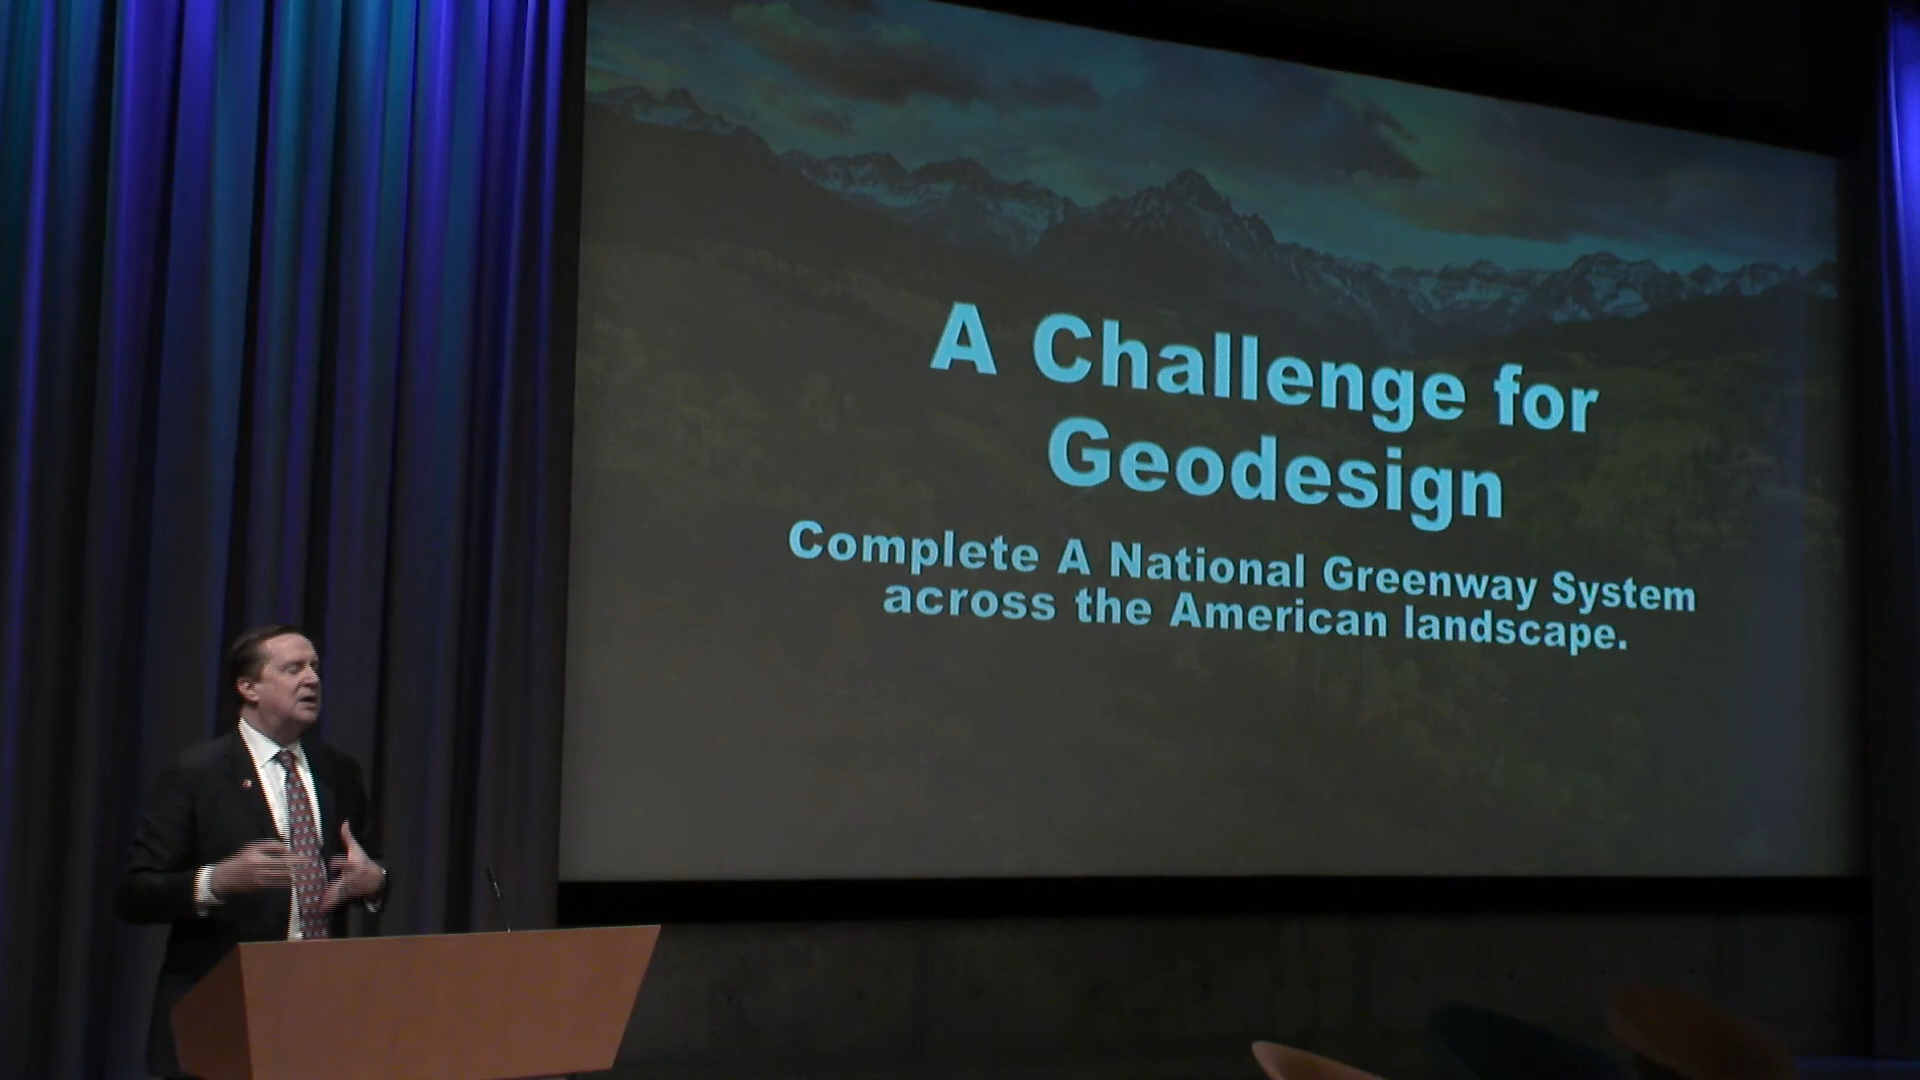 A Challenge for
Geodesign
Complete A National Greenway System
across the American landscape.